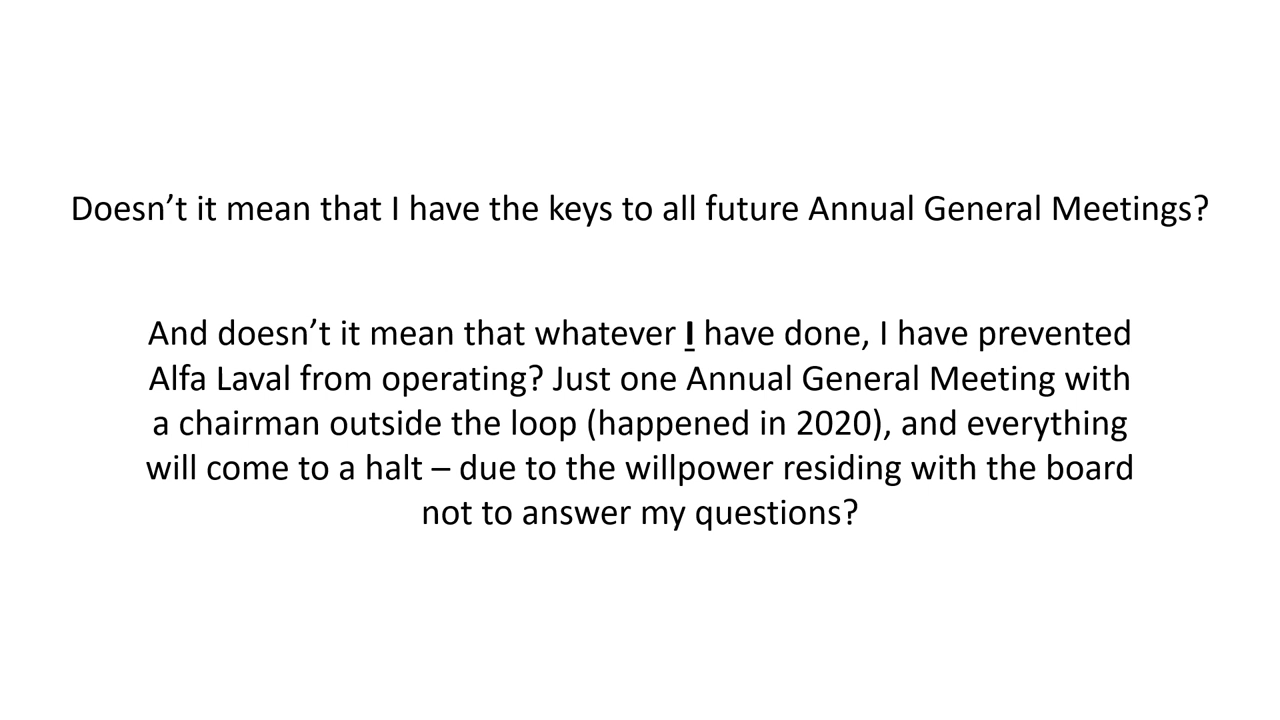 Doesn’t it mean that I have the keys to all future Annual General Meetings?
And doesn’t it mean that whatever I have done, I have prevented
Alfa Laval from operating? Just one Annual General Meeting with
a chairman outside the loop (happened in 2020), and everything
will come to a halt – due to the willpower residing with the board
not to answer my questions?